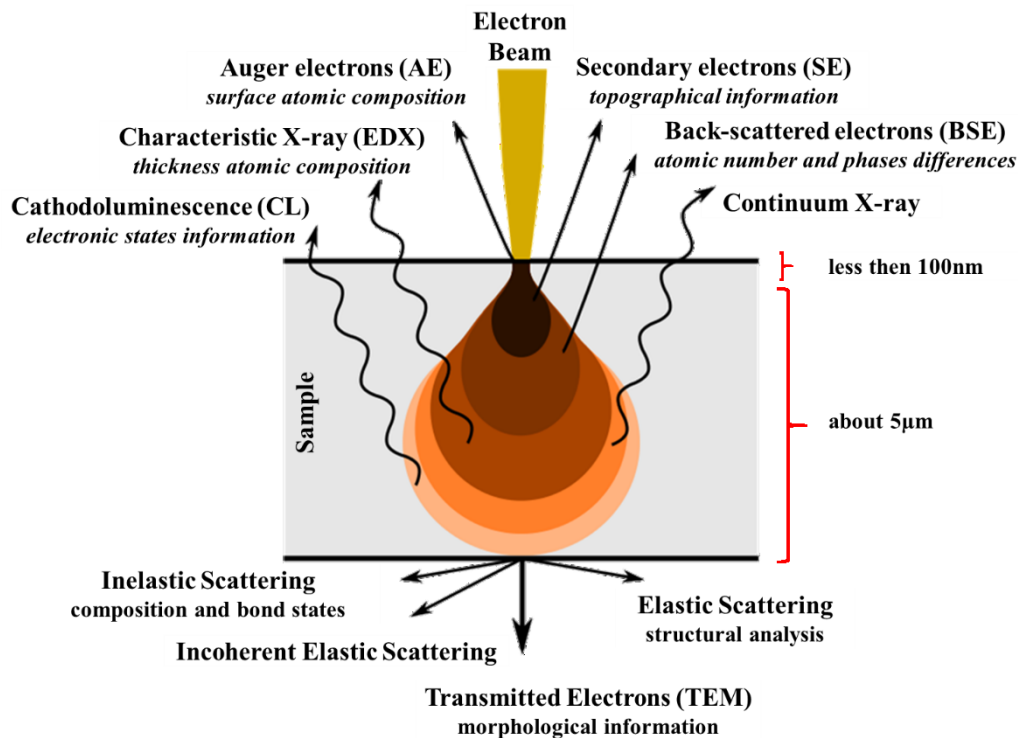 Electron
Beam
Auger electrons (AE)
surface atomic composition
Secondary electrons (SE)
topographical information
Characteristic X-ray (EDX)
thickness atomic composition
Back-scattered electrons (BSE)
atomic number and phases differences
Cathodoluminescence (CL)
electronic states information
Continuum X-ray
less then 100nm
Sample
about 5μm
Inelastic Scattering
composition and bond states
Elastic Scattering
structural analysis
Incoherent Elastic Scattering
Transmitted Electrons (TEM)
morphological information